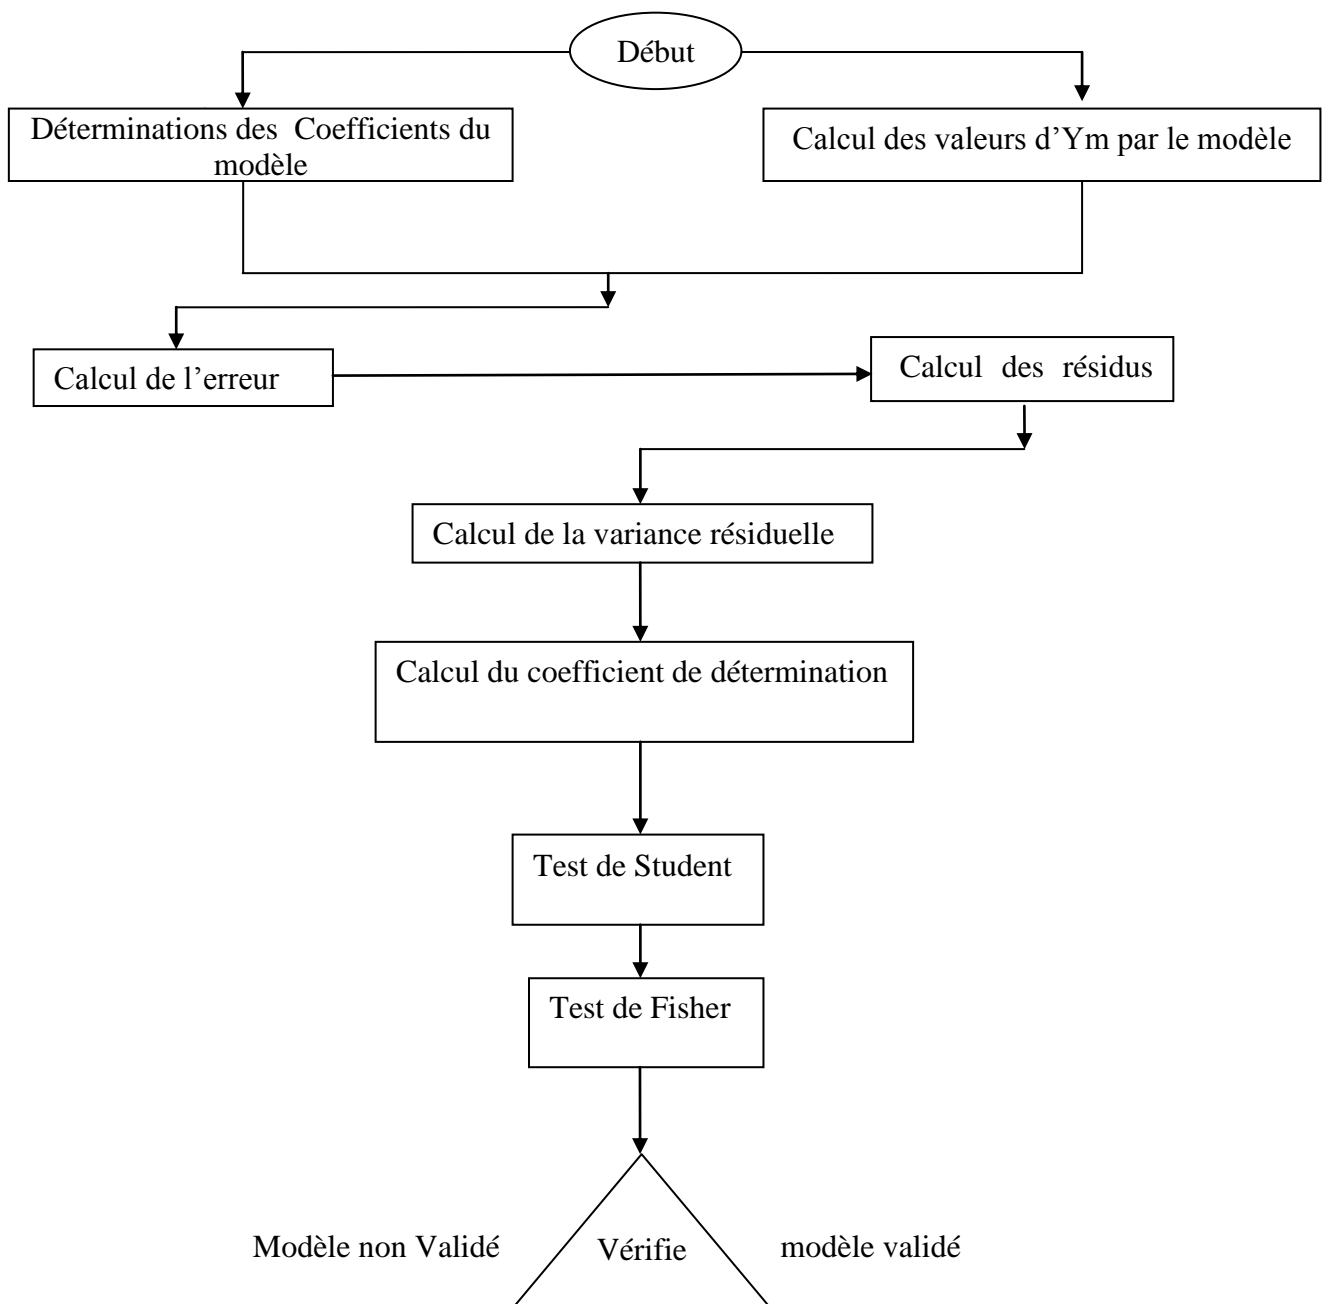 Début
Déterminations des Coefficients du
modèle
Calcul des valeurs d’Ym par le modèle
Calcul de l’erreur
Calcul des résidus
Calcul de la variance résiduelle
Calcul du coefficient de détermination
Test de Student
Test de Fisher
Modèle non Validé
Vérifie
modèle validé